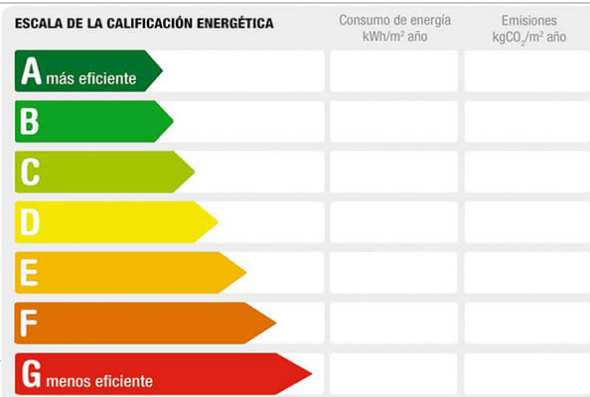 ESCALA DE LA CALIFICACIÓN ENERGÉTICA
Consumo de energía
kWh/m² año
Emisiones
kgCO₂/m² año
A más eficiente
B
C
D
E
F
G menos eficiente